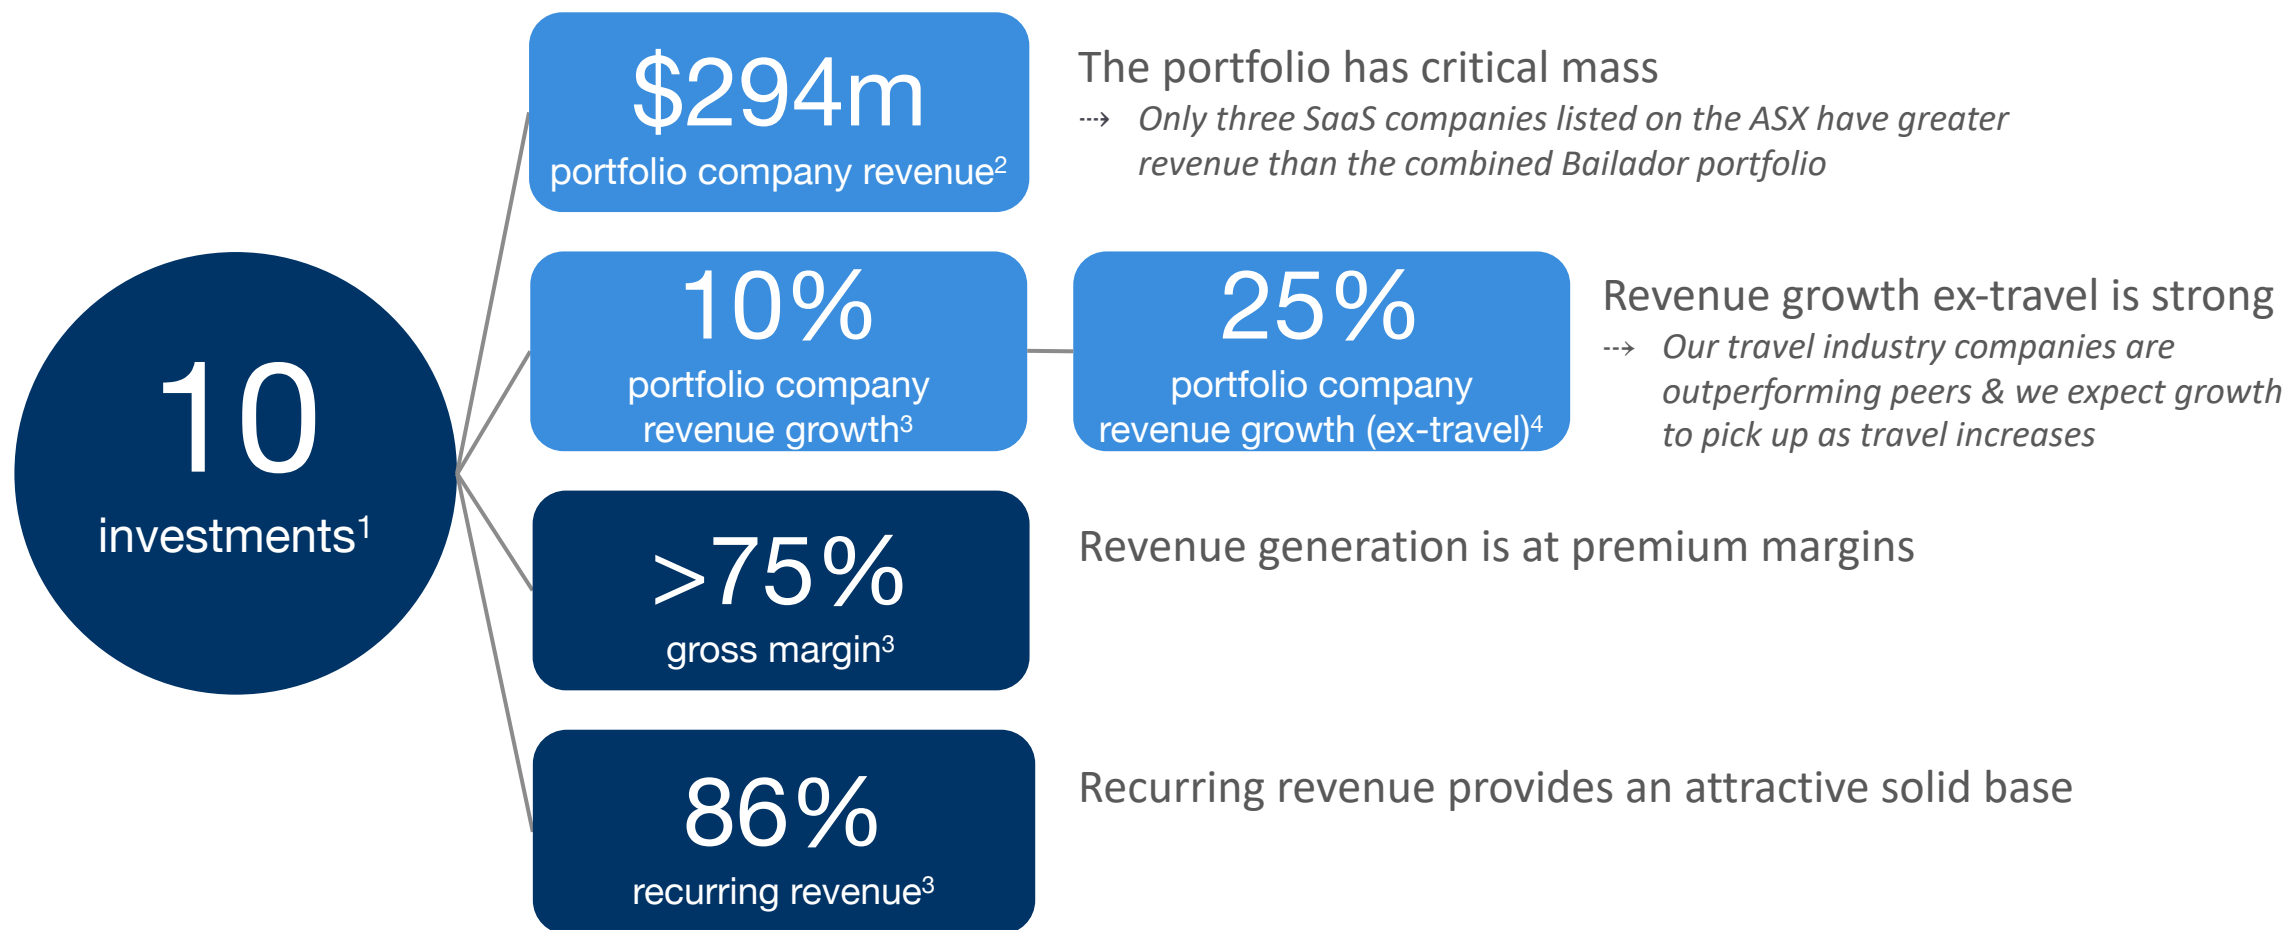 10
investments¹
$294m
portfolio company revenue²
The portfolio has critical mass
⇢ Only three SaaS companies listed on the ASX have greater
revenue than the combined Bailador portfolio
10%
portfolio company
revenue growth³
25%
portfolio company
revenue growth (ex-travel)⁴
Revenue growth ex-travel is strong
⇢ Our travel industry companies are
outperforming peers & we expect growth
to pick up as travel increases
>75%
gross margin³
Revenue generation is at premium margins
86%
recurring revenue³
Recurring revenue provides an attractive solid base